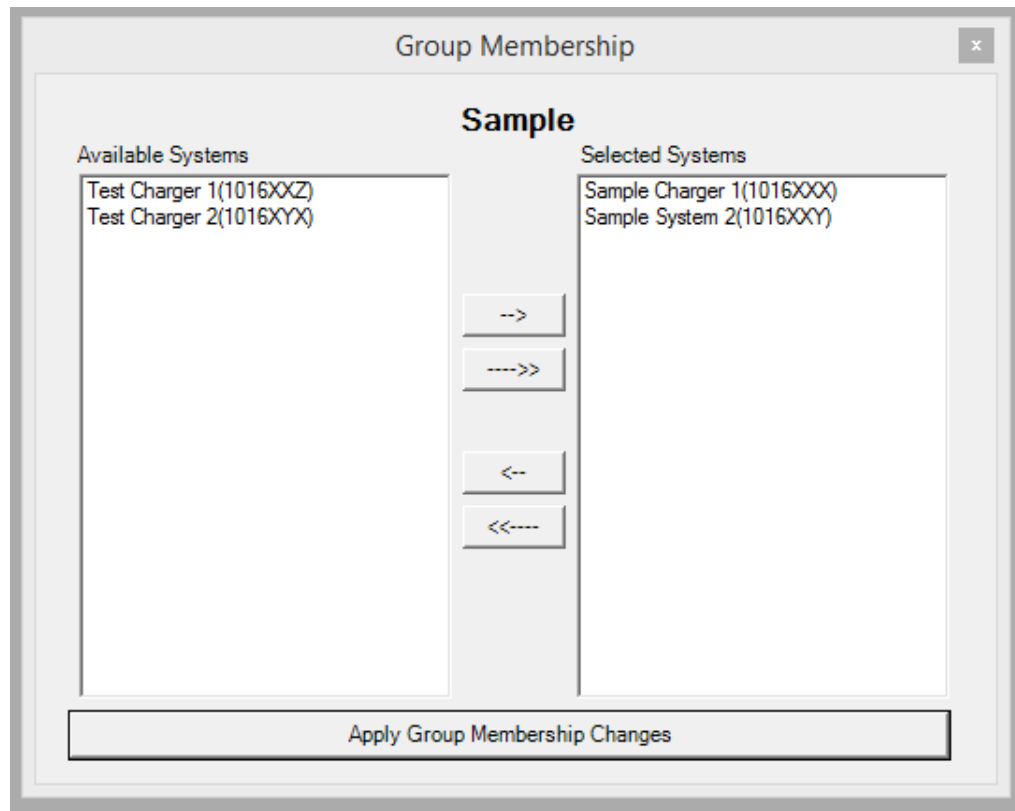 Group Membership
x
Sample
Available Systems
Selected Systems
Test Charger 1(1016XXZ)
Test Charger 2(1016XYX)
Sample Charger 1(1016XXX)
Sample System 2(1016XXY)
-->
---->>
<--
<<----
Apply Group Membership Changes